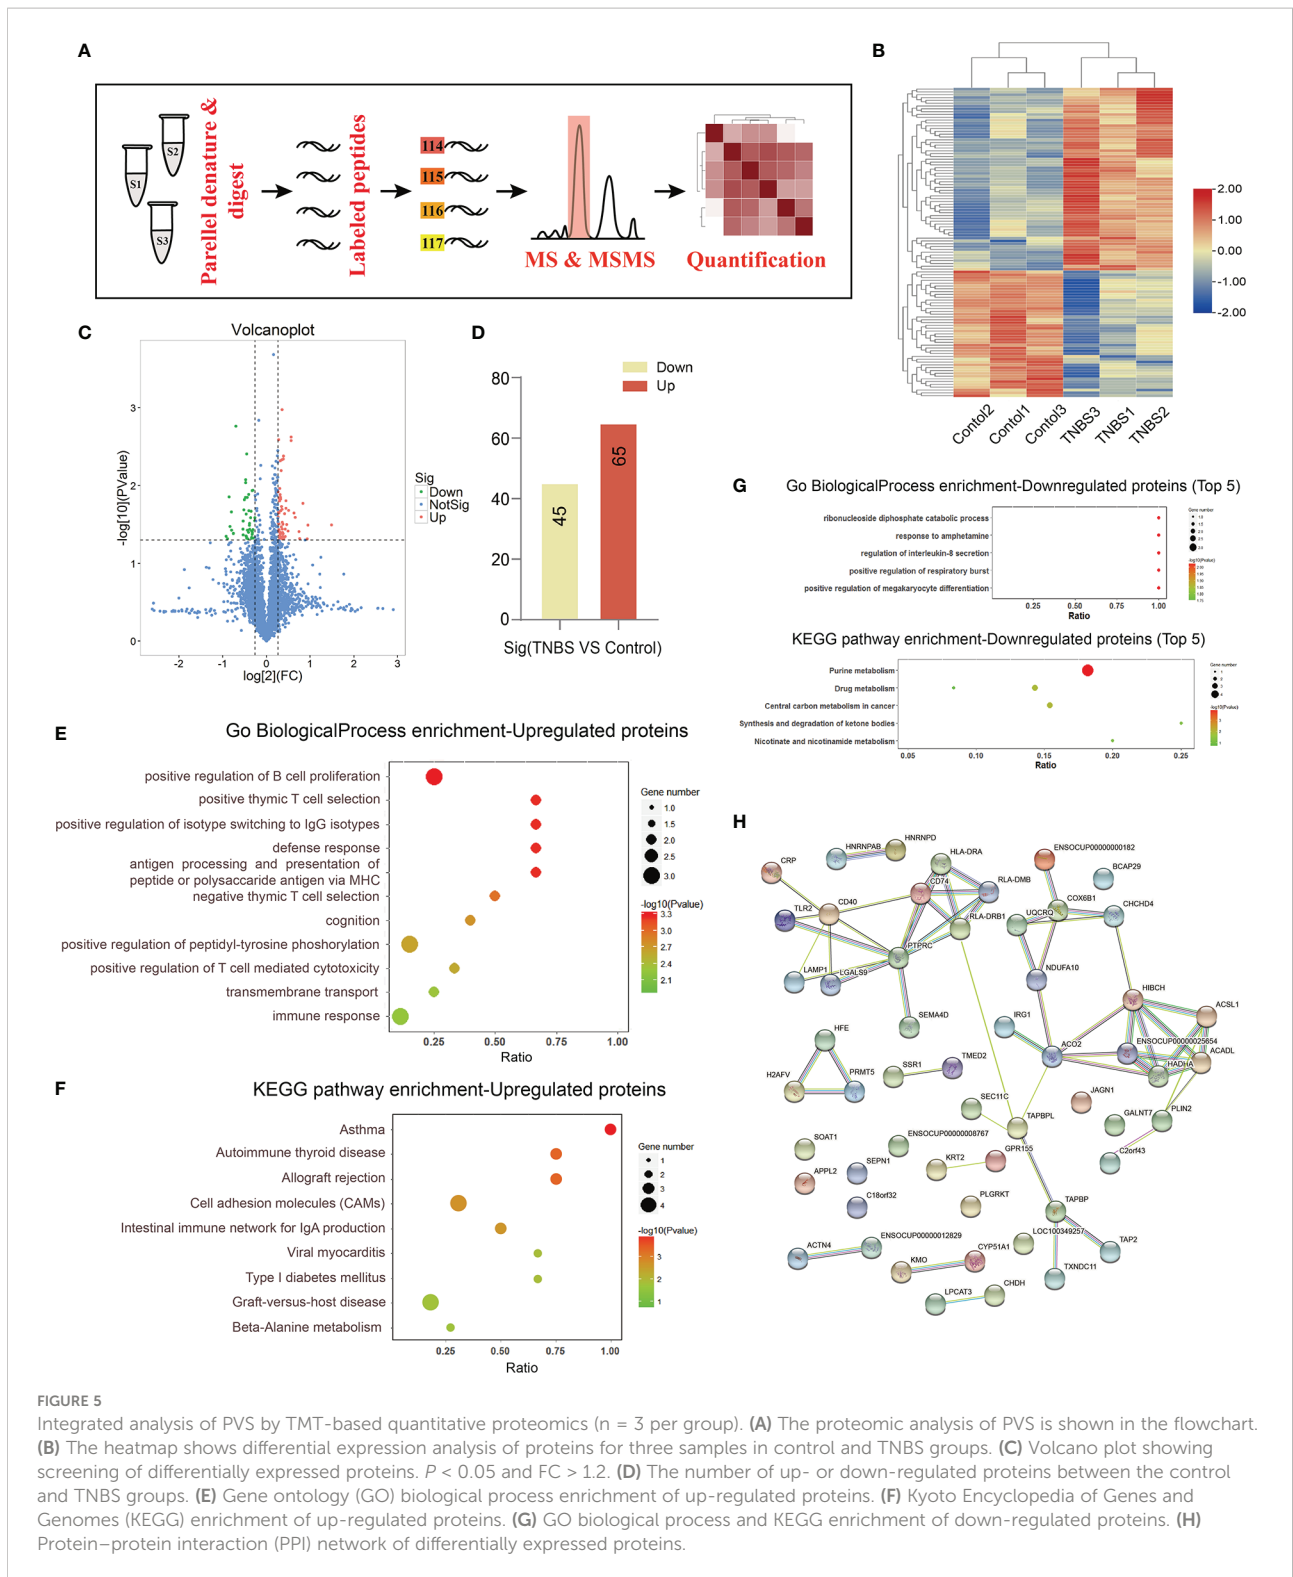 A
S1
S2
S3
Parellel denature &
digest
Labeled peptides
114
115
116
117
MS & MSMS
Quantification
B
2.00
1.00
0.00
-1.00
-2.00
Contol2
Contol1
Contol3
TNBS3
TNBS1
TNBS2
C
Volcanoplot
-log[10](PValue)
3
2
1
0
-2
-1
0
1
2
3
log[2](FC)
Sig
Down
NotSig
Up
D
Down
Up
80
60
40
20
0
45
65
Sig(TNBS VS Control)
E
Go BiologicalProcess enrichment-Upregulated proteins
positive regulation of B cell proliferation
positive thymic T cell selection
positive regulation of isotype switching to IgG isotypes
defense response
antigen processing and presentation of
peptide or polysaccaride antigen via MHC
negative thymic T cell selection
cognition
positive regulation of peptidyl-tyrosine phoshorylation
positive regulation of T cell mediated cytotoxicity
transmembrane transport
immune response
0.25
0.50
0.75
1.00
Ratio
Gene number
1.0
1.5
2.0
2.5
3.0
-log10(Pvalue)
3.3
3.0
2.7
2.4
2.1
F
KEGG pathway enrichment-Upregulated proteins
Asthma
Autoimmune thyroid disease
Allograft rejection
Cell adhesion molecules (CAMs)
Intestinal immune network for IgA production
Viral myocarditis
Type I diabetes mellitus
Graft-versus-host disease
Beta-Alanine metabolism
0.25
0.50
0.75
1.00
Ratio
Gene number
1
2
3
4
-log10(Pvalue)
3
2
1
G
Go BiologicalProcess enrichment-Downregulated proteins (Top 5)
ribonucleoside diphosphate catabolic process
response to amphetamine
regulation of interleukin-8 secretion
positive regulation of respiratory burst
positive regulation of megakaryocyte differentiation
0.25
0.50
0.75
1.00
Ratio
Gene number
-log10(Pvalue)
KEGG pathway enrichment-Downregulated proteins (Top 5)
Purine metabolism
Drug metabolism
Central carbon metabolism in cancer
Synthesis and degradation of ketone bodies
Nicotinate and nicotinamide metabolism
0.05
0.10
0.15
0.20
0.25
Ratio
Gene number
-log10(Pvalue)
H
HNRNPD
HNRNPAB
CRP
HLA-DRA
CD74
RLA-DMB
ENSOCUP00000000182
BCAP29
TLR2
CD40
RLA-DRB1
COX6B1
UQCRQ
CHCHD4
PTPRC
LAMP1
LGALS9
NDUFA10
HIBCH
ACSL1
SEMA4D
IRG1
HFE
ENSOCUP00000025654
ACO2
ACADL
HADHA
SSR1
TMED2
H2AFV
PRMT5
JAGN1
SEC11C
TAPBPL
GALNT7
PLIN2
SOAT1
ENSOCUP00000008767
GPR155
C2orf43
APPL2
SEPN1
KRT2
C18orf32
PLGRKT
TAPBP
LOC100349257
ACTN4
ENSOCUP00000012829
CYP51A1
KMO
TAP2
TXNDC11
LPCAT3
CHDH
FIGURE 5
Integrated analysis of PVS by TMT-based quantitative proteomics (n = 3 per group). (A) The proteomic analysis of PVS is shown in the flowchart.
(B) The heatmap shows differential expression analysis of proteins for three samples in control and TNBS groups. (C) Volcano plot showing
screening of differentially expressed proteins. P < 0.05 and FC > 1.2. (D) The number of up- or down-regulated proteins between the control
and TNBS groups. (E) Gene ontology (GO) biological process enrichment of up-regulated proteins. (F) Kyoto Encyclopedia of Genes and
Genomes (KEGG) enrichment of up-regulated proteins. (G) GO biological process and KEGG enrichment of down-regulated proteins. (H)
Protein–protein interaction (PPI) network of differentially expressed proteins.